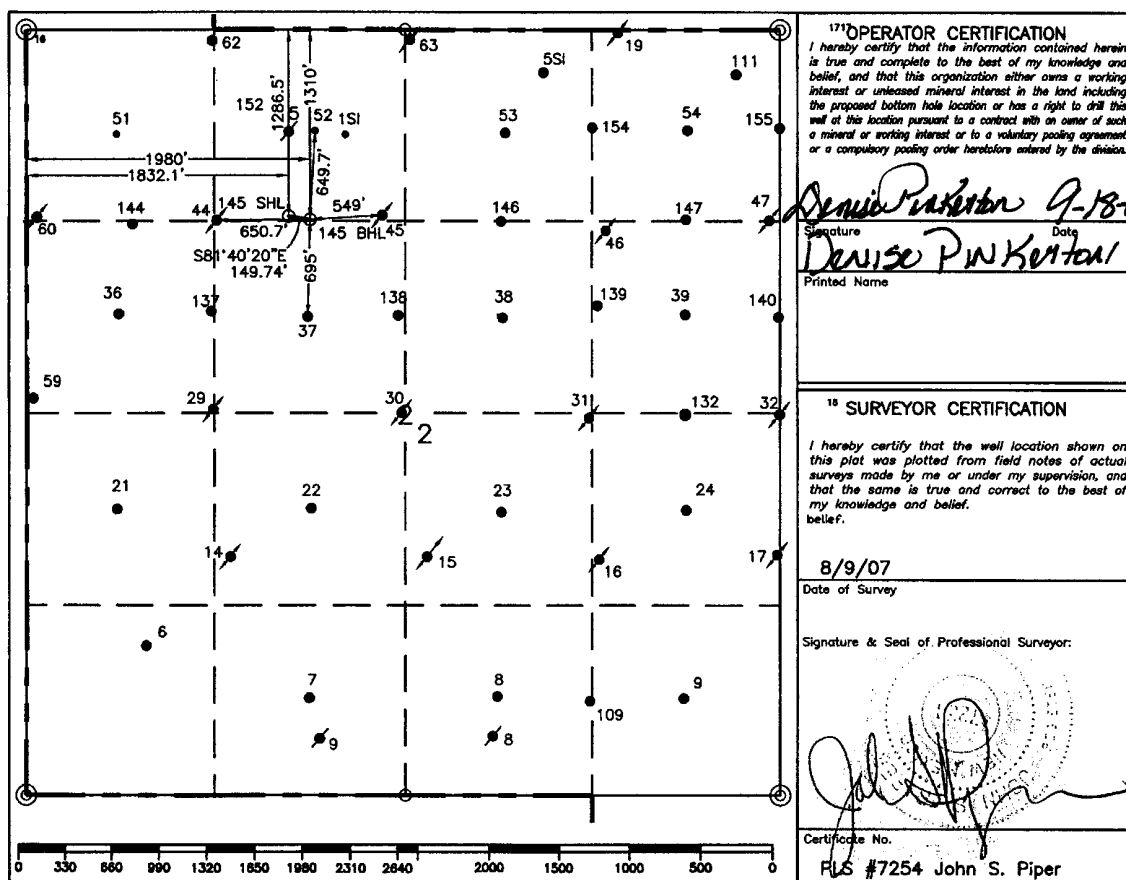 16
62
63
19
5SI
111
1286.5'
1310'
152
5
51
52
1SI
53
154
54
155
1980'
1832.1'
649.7'
60
144
44
145
SHL
549'
650.7'
145
BHL
45
146
46
147
47
S81°40'20"E
149.74'
695'
36
137
37
138
38
139
39
140
59
29
30
2
31
132
32
21
22
23
24
14
15
16
17
6
7
8
109
9
9
8
0 330 660 990 1320 1650 1980 2310 2640 2000 1500 1000 500 0
1717 OPERATOR CERTIFICATION
I hereby certify that the information contained herein
is true and complete to the best of my knowledge and
belief, and that this organization either owns a working
interest or unleased mineral interest in the land including
the proposed bottom hole location or has a right to drill this
well at this location pursuant to a contract with an owner of such
a mineral or working interest or to a voluntary pooling agreement
or a compulsory pooling order heretofore entered by the division.
Denise Pinkerton 9-18-
Signature Date
Denise Pinkerton
Printed Name
18 SURVEYOR CERTIFICATION
I hereby certify that the well location shown on
this plat was plotted from field notes of actual
surveys made by me or under my supervision, and
that the same is true and correct to the best of
my knowledge and belief.
belief.
8/9/07
Date of Survey
Signature & Seal of Professional Surveyor:
Certificate No.
PLS #7254 John S. Piper